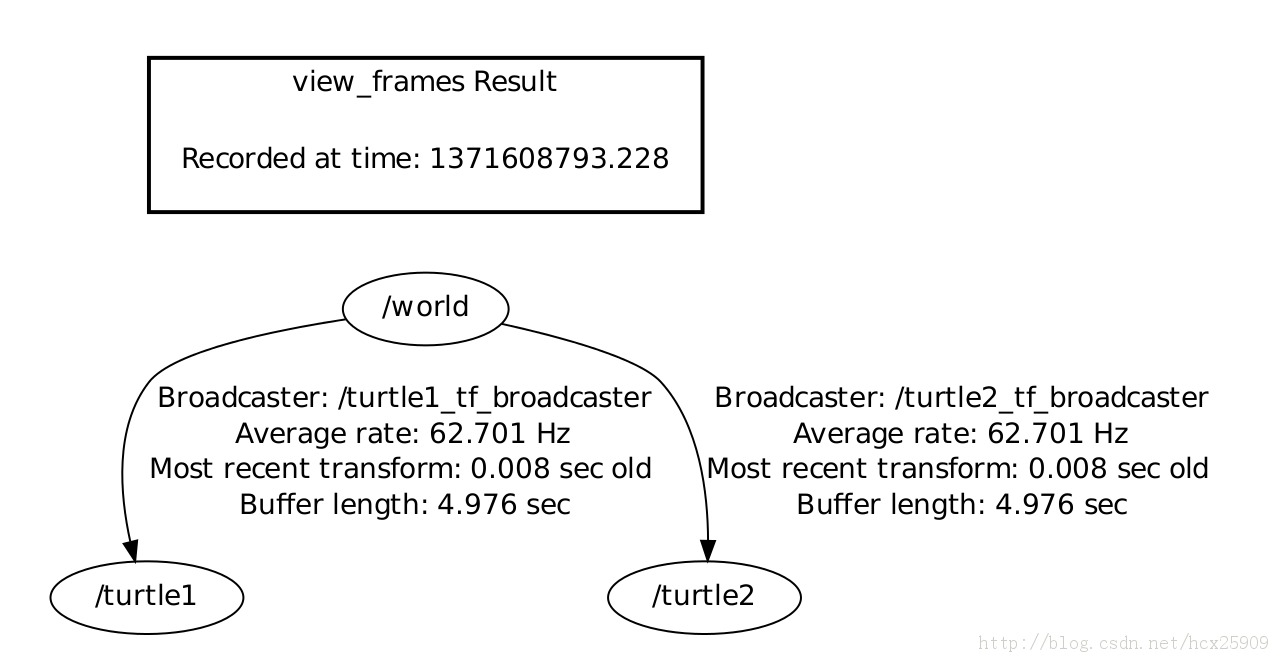 view_frames Result
Recorded at time: 1371608793.228
/world
Broadcaster: /turtle1_tf_broadcaster
Average rate: 62.701 Hz
Most recent transform: 0.008 sec old
Buffer length: 4.976 sec
Broadcaster: /turtle2_tf_broadcaster
Average rate: 62.701 Hz
Most recent transform: 0.008 sec old
Buffer length: 4.976 sec
/turtle1
/turtle2
http://blog.csdn.net/hcx25909